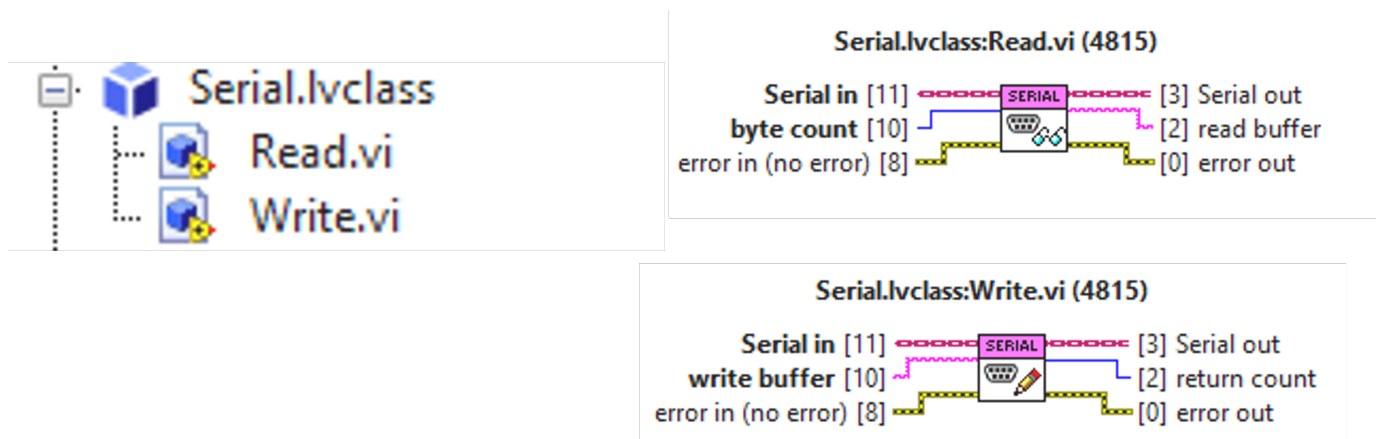 Serial.lvclass
Read.vi
Write.vi
Serial.lvclass:Read.vi (4815)
Serial in [11] SERIAL [3] Serial out
byte count [10] [2] read buffer
error in (no error) [8] [0] error out
Serial.lvclass:Write.vi (4815)
Serial in [11] SERIAL [3] Serial out
write buffer [10] [2] return count
error in (no error) [8] [0] error out